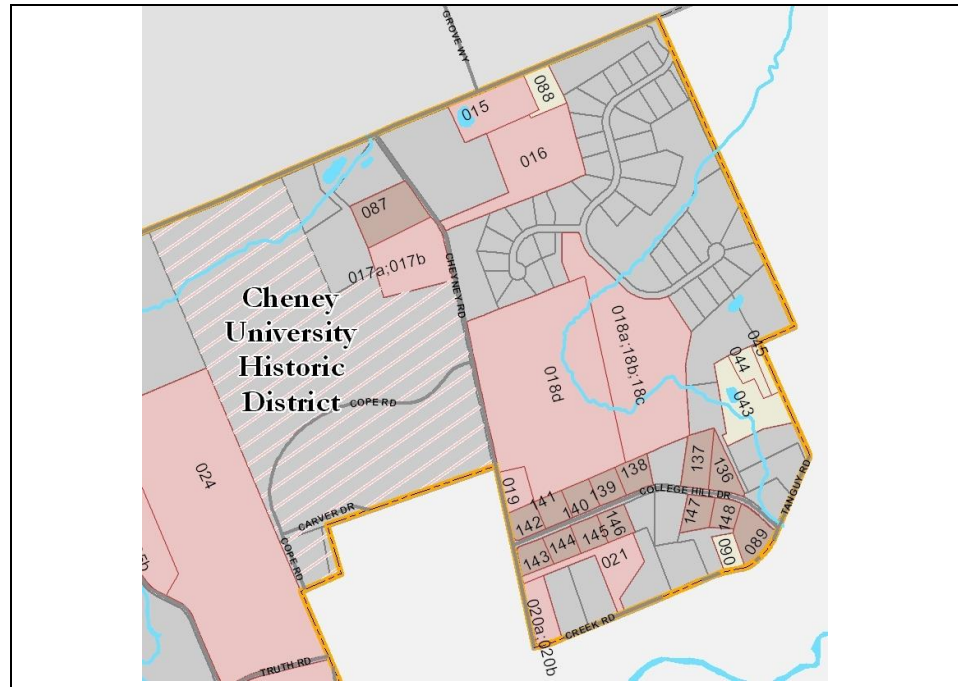 GROVE WY
088
015
016
087
017a;017b
CHEYNEY RD
Cheney
University
Historic
District
COPE RD
018a;18b;18c
018d
045
044
043
024
019
141
142
140
139
138
137
136
COLLEGE HILL DR
TANGUY RD
147
148
089
090
143
144
145
146
021
CARVER DR
COPE RD
020a;020b
CREEK RD
TRUTH RD